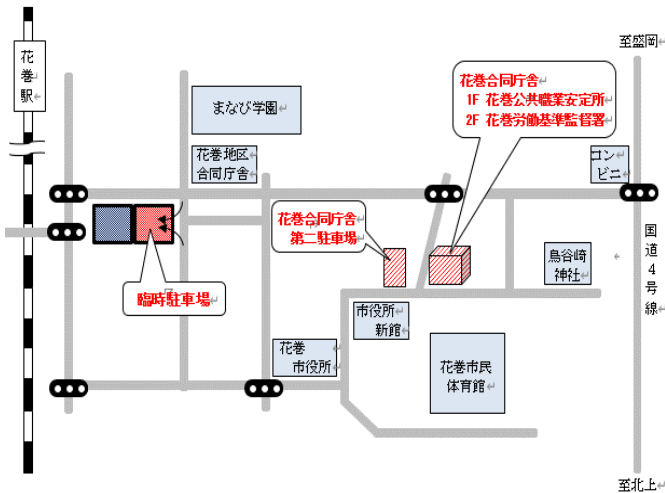 至盛岡
花
巻
駅
花巻合同庁舎
1F 花巻公共職業安定所
2F 花巻労働基準監督署
まなび学園
花巻地区
合同庁舎
コン
ビニ
花巻合同庁舎
第二駐車場
国
道
4
号
線
鳥谷崎
神社
臨時駐車場
市役所
新館
花巻
市役所
花巻市民
体育館
至北上